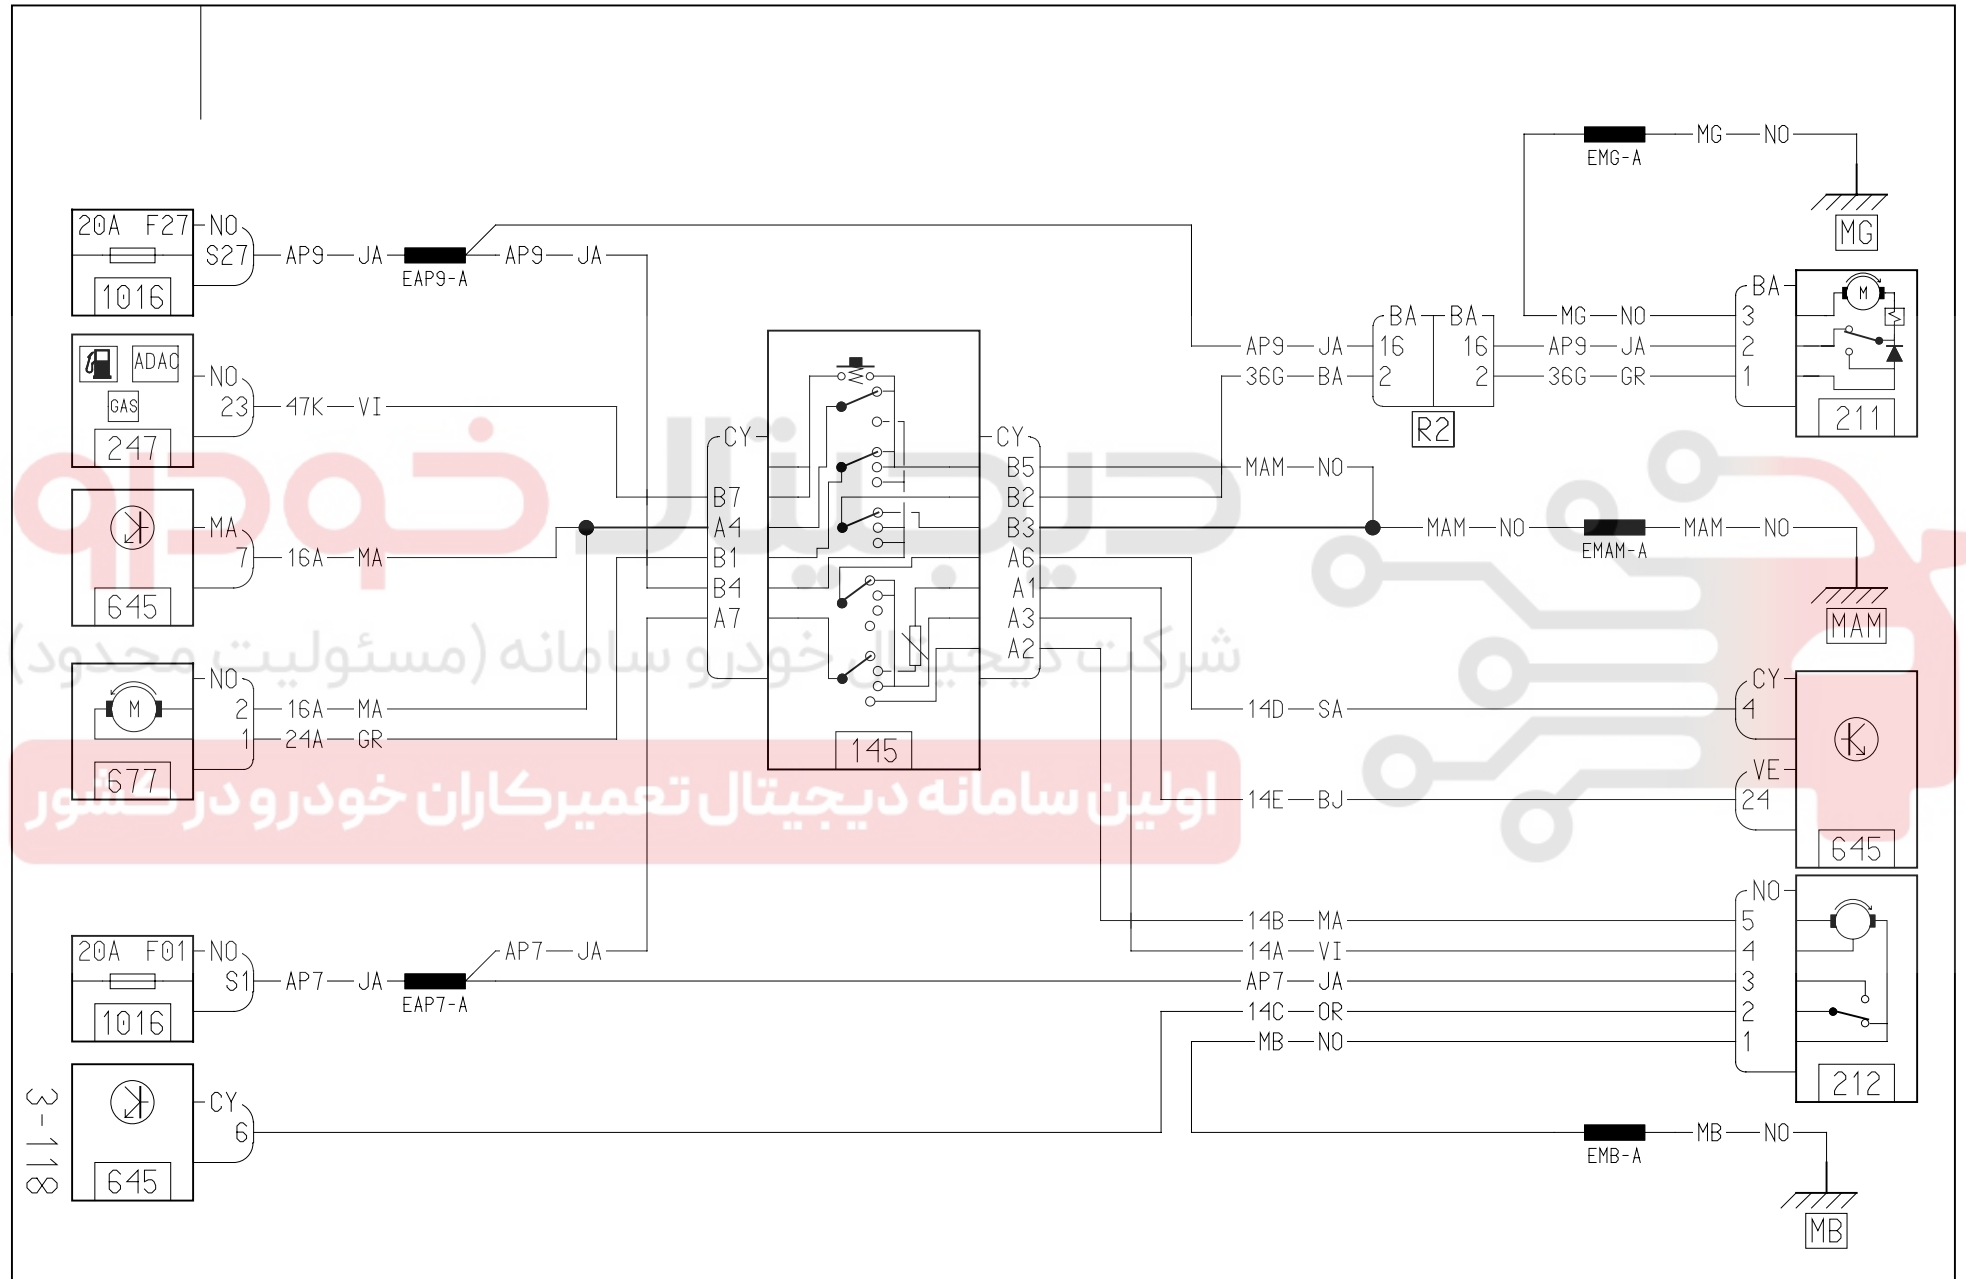 EMG-A
MG NO
MG
20A F27 NO
S27 AP9 JA
EAP9-A
AP9 JA
1016
ADAC
GAS
NO
23 47K VI
247
MA
7 16A MA
645
NO
2 16A MA
1 24A GR
677
CY
B7
A4
B1
B4
A7
145
CY
B5
B2
B3
A6
A1
A3
A2
AP9 JA
36G BA
MAM NO
BA BA
16 16
2 2
R2
MG NO
AP9 JA
36G GR
BA
3
2
1
M
211
MAM NO
EMAM-A
MAM NO
MAM
M
14D SA
14E BJ
CY
4
VE
24
645
دیجیتال خودرو
شرکت دیجیتال خودرو سامانه (مسئولیت محدود)
اولین سامانه دیجیتال تعمیرکاران خودرو در کشور
20A F01 NO
S1 AP7 JA
EAP7-A
AP7 JA
1016
14B MA
14A VI
AP7 JA
14C OR
MB NO
NO
5
4
3
2
1
212
CY
6
645
EMB-A
MB NO
MB
3-118